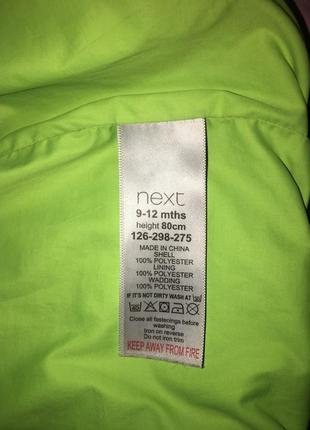 next
9-12 mths
height 80cm
126-298-275
MADE IN CHINA
SHELL
100% POLYESTER
LINING
100% POLYESTER
WADDING
100% POLYESTER
IF IT'S NOT DIRTY WASH AT 30
Close all fastenings before
washing
Iron on reverse
Do not iron trim
KEEP AWAY FROM FIRE